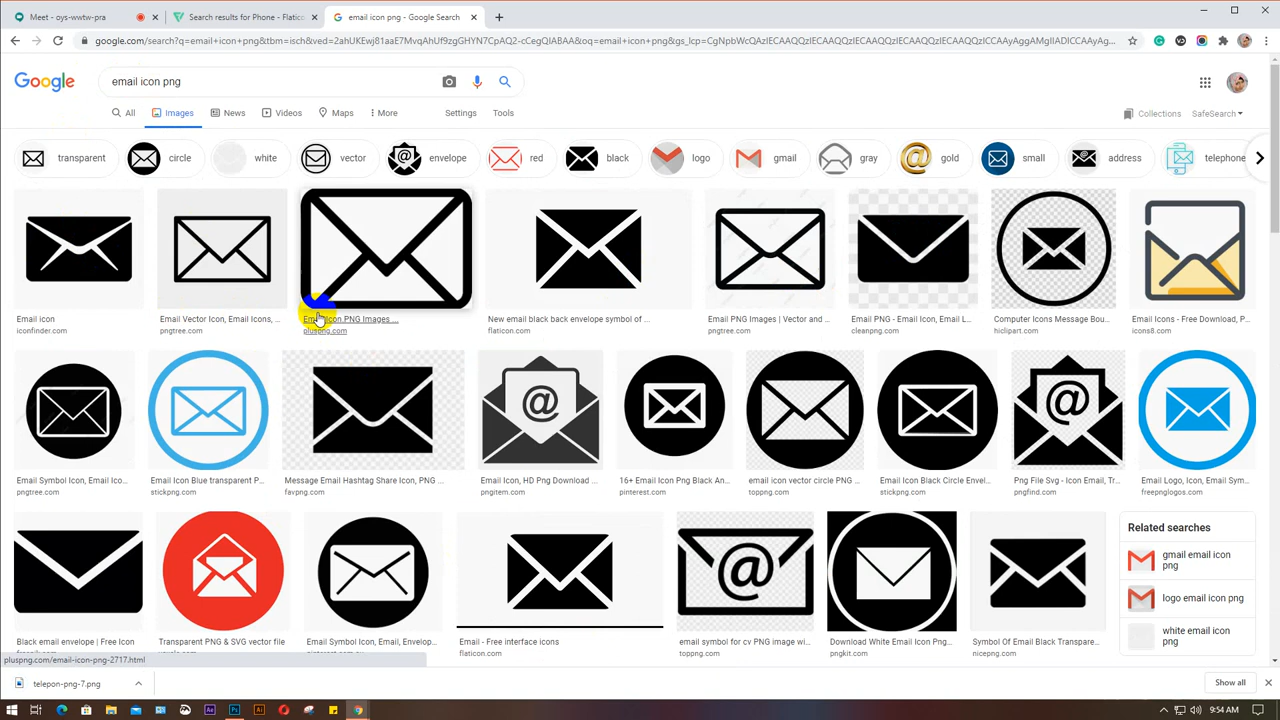 Meet - oys-wwtw-pra
Search results for Phone - Flatico
email icon png - Google Search
google.com/search?q=email+icon+png&tbm=isch&ved=2ahUKEwj81aaE7MvqAhUf9zgGHYN7CpAQ2-cCegQIABAA&oq=email+icon+png&gs_lcp=CgNpbWcQAzIECAAQQzIECAAQQzIECAAQQzIECAAQQzICCAAyAggAMgIIADICCAAyAggAMgIIADoECAA...
Google
email icon png
All
Images
News
Videos
Maps
More
Settings
Tools
Collections
SafeSearch
transparent
circle
white
vector
envelope
red
black
logo
gmail
gray
gold
small
address
telephone
Email icon
iconfinder.com
Email Vector Icon, Email Icons, ...
pngtree.com
Icon PNG Images ...
pluspng.com
New email black back envelope symbol of ...
flaticon.com
Email PNG Images | Vector and ...
pngtree.com
Email PNG - Email Icon, Email L...
cleanpng.com
Computer Icons Message Bou...
hiclipart.com
Email Icons - Free Download, P...
icons8.com
Email Symbol Icon, Email Ico...
pngtree.com
Email Icon Blue transparent P...
stickpng.com
Message Email Hashtag Share Icon, PNG ...
favpng.com
Email Icon, HD Png Download ...
pngitem.com
16+ Email Icon Png Black An...
pinterest.com
email icon vector circle PNG ...
toppng.com
Email Icon Black Circle Envel...
stickpng.com
Png File Svg - Icon Email, Tr...
pngfind.com
Email Logo, Icon, Email Sym...
freepnglogos.com
Related searches
gmail email icon
png
logo email icon png
white email icon
png
Black email envelope | Free Icon
Transparent PNG & SVG vector file
Email Symbol Icon, Email, Envelop...
Email - Free interface icons
flaticon.com
email symbol for cv PNG image wi...
toppng.com
Download White Email Icon Png...
pngkit.com
Symbol Of Email Black Transpare...
nicepng.com
pluspng.com/email-icon-png-2717.html
telepon-png-7.png
Show all
9:54 AM